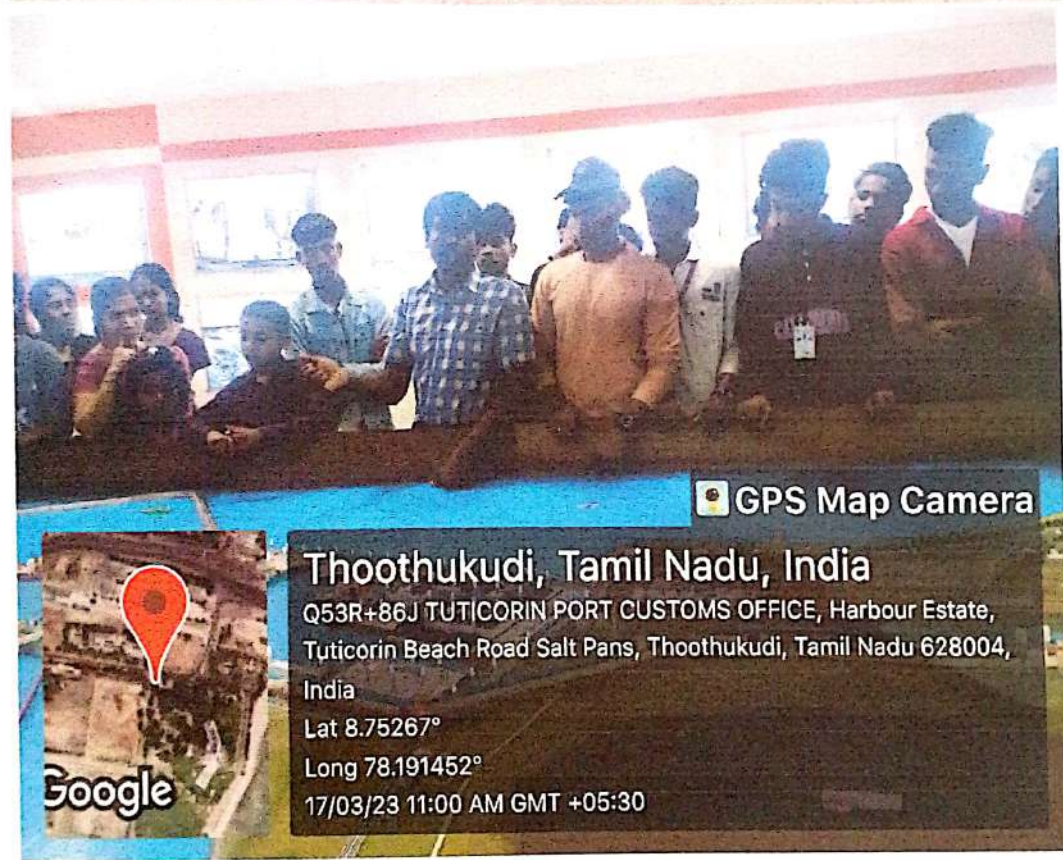 GPS Map Camera
Thoothukudi, Tamil Nadu, India
Q53R+86J TUTICORIN PORT CUSTOMS OFFICE, Harbour Estate,
Tuticorin Beach Road Salt Pans, Thoothukudi, Tamil Nadu 628004,
India
Lat 8.75267°
Long 78.191452°
17/03/23 11:00 AM GMT +05:30
Google